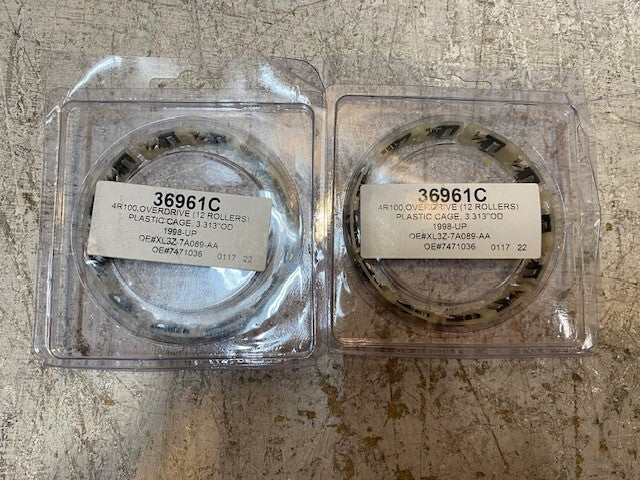 36961C
4R100,OVERDRIVE (12 ROLLERS)
PLASTIC CAGE, 3.313"OD
1998-UP
OE#XL3Z-7A089-AA
OE#7471036 0117 22
36961C
4R100,OVERDRIVE (12 ROLLERS)
PLASTIC CAGE, 3.313"OD
1998-UP
OE#XL3Z-7A089-AA
OE#7471036 0117 22